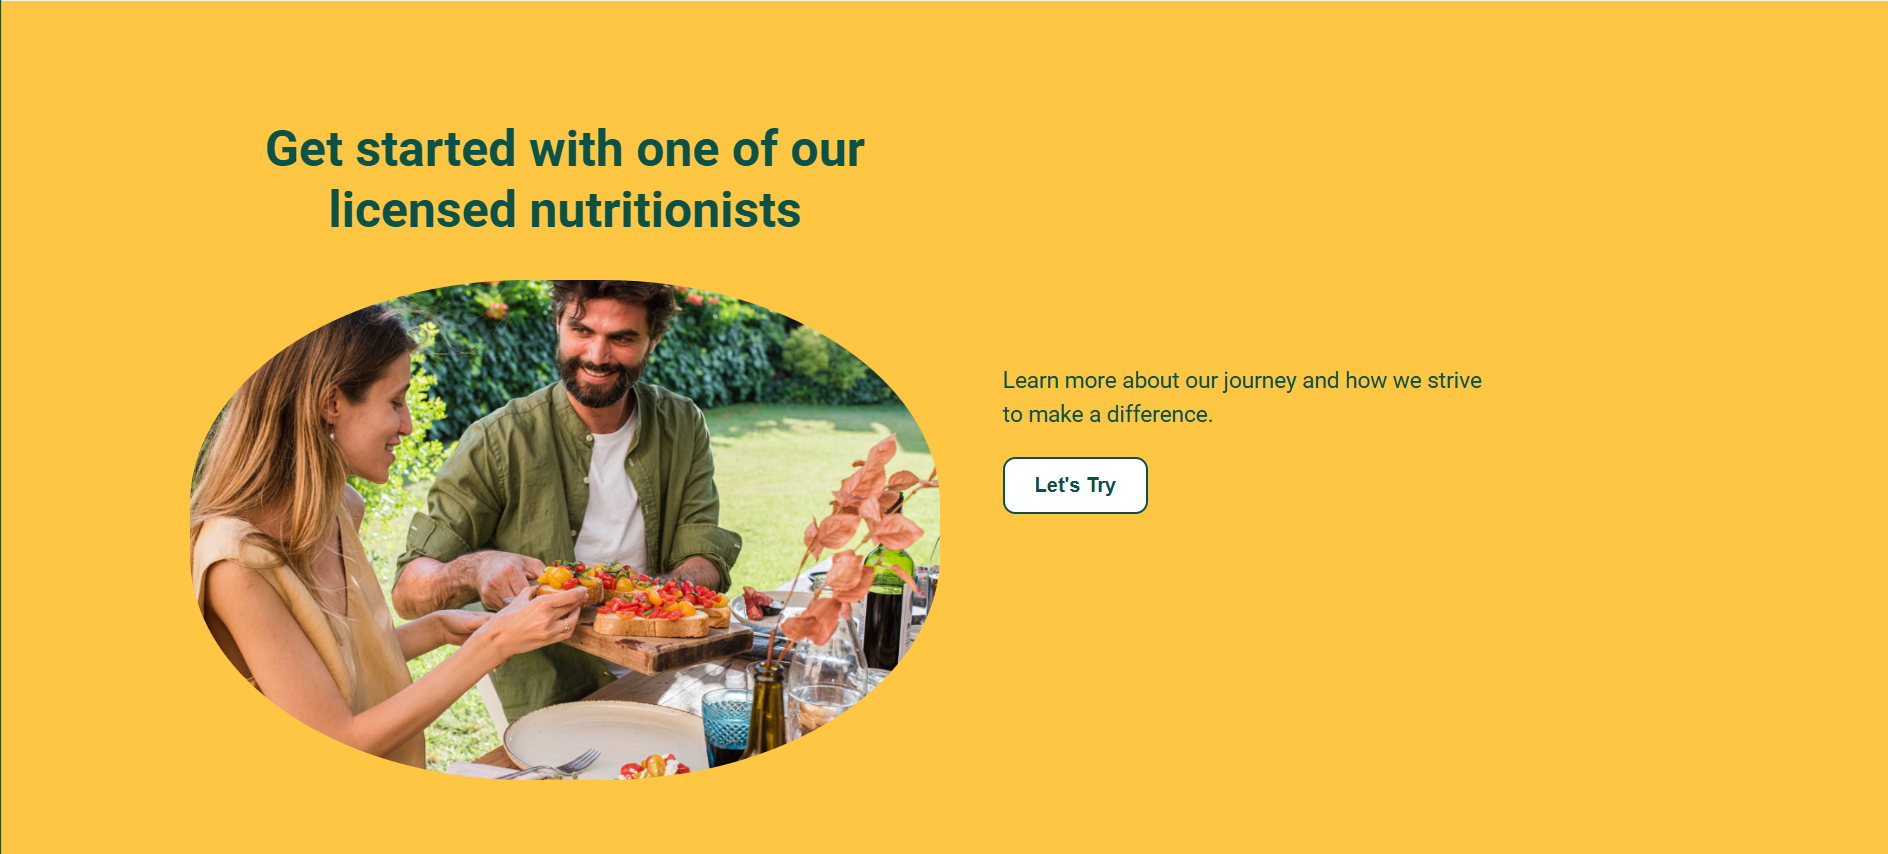 Get started with one of our
licensed nutritionists
Learn more about our journey and how we strive
to make a difference.
Let's Try